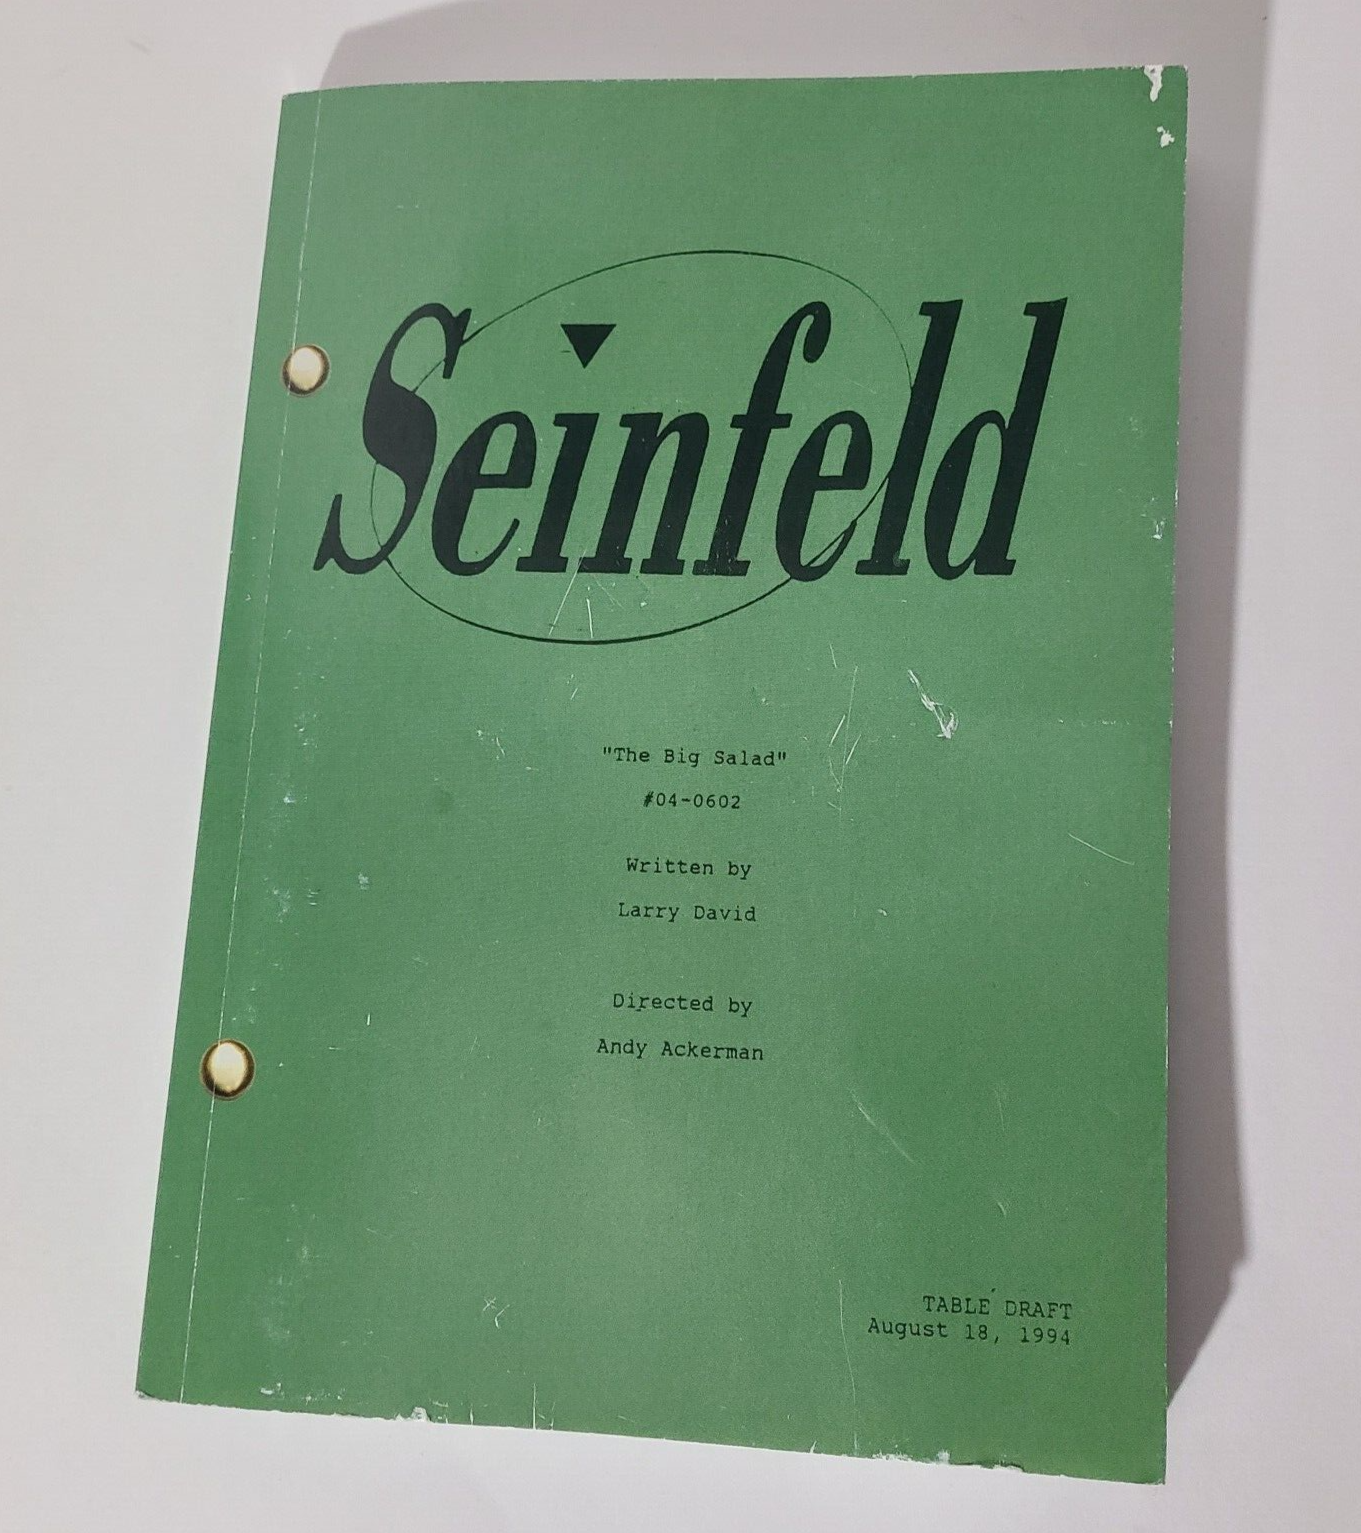 Seinfeld
"The Big Salad"
#04-0602
Written by
Larry David
Directed by
Andy Ackerman
TABLE DRAFT
August 18, 1994